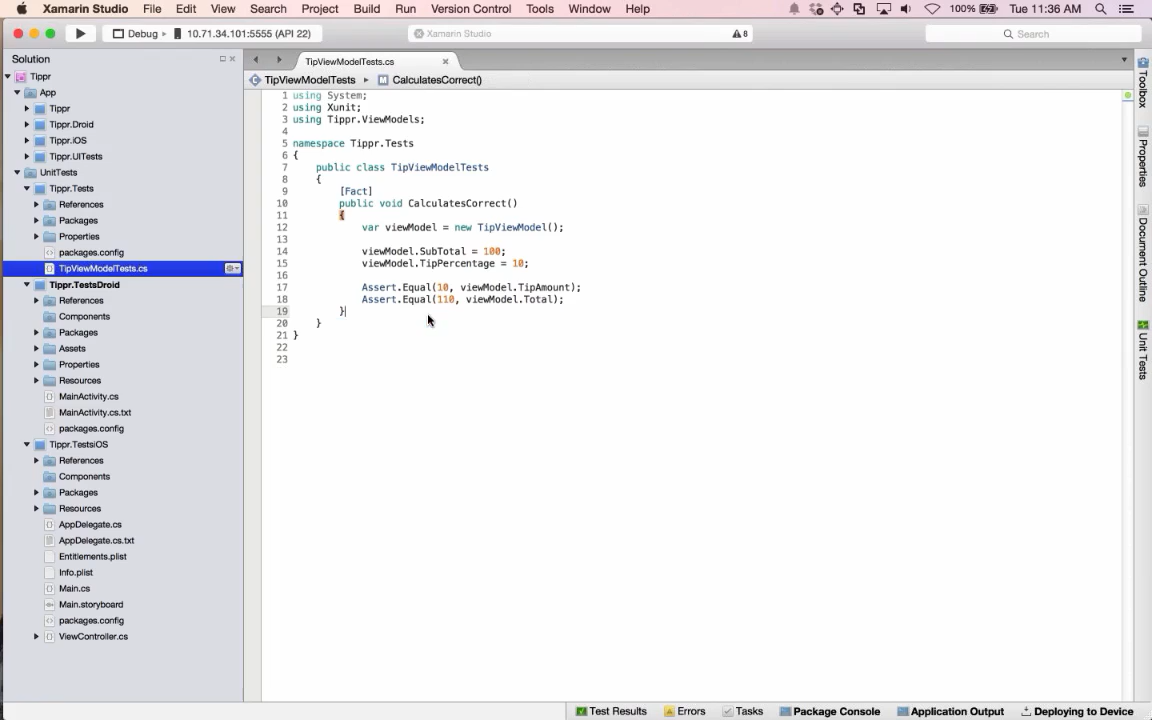 Xamarin Studio File Edit View Search Project Build Run Version Control Tools Window Help 100% Tue 11:36 AM
Debug › 10.71.34.101:5555 (API 22) Xamarin Studio 8 Search
Solution
Tippr
App
Tippr
Tippr.Droid
Tippr.iOS
Tippr.UITests
UnitTests
Tippr.Tests
References
Packages
Properties
packages.config
TipViewModelTests.cs
Tippr.TestsDroid
References
Components
Packages
Assets
Properties
Resources
MainActivity.cs
MainActivity.cs.txt
packages.config
Tippr.TestsiOS
References
Components
Packages
Resources
AppDelegate.cs
AppDelegate.cs.txt
Entitlements.plist
Info.plist
Main.cs
Main.storyboard
packages.config
ViewController.cs
TipViewModelTests.cs
TipViewModelTests CalculatesCorrect()
1 using System;
2 using Xunit;
3 using Tippr.ViewModels;
4
5 namespace Tippr.Tests
6 {
7 public class TipViewModelTests
8 {
9 [Fact]
10 public void CalculatesCorrect()
11 {
12 var viewModel = new TipViewModel();
13
14 viewModel.SubTotal = 100;
15 viewModel.TipPercentage = 10;
16
17 Assert.Equal(10, viewModel.TipAmount);
18 Assert.Equal(110, viewModel.Total);
19 }
20 }
21 }
22
23
Toolbox
Properties
Document Outline
Unit Tests
Test Results Errors Tasks Package Console Application Output Deploying to Device